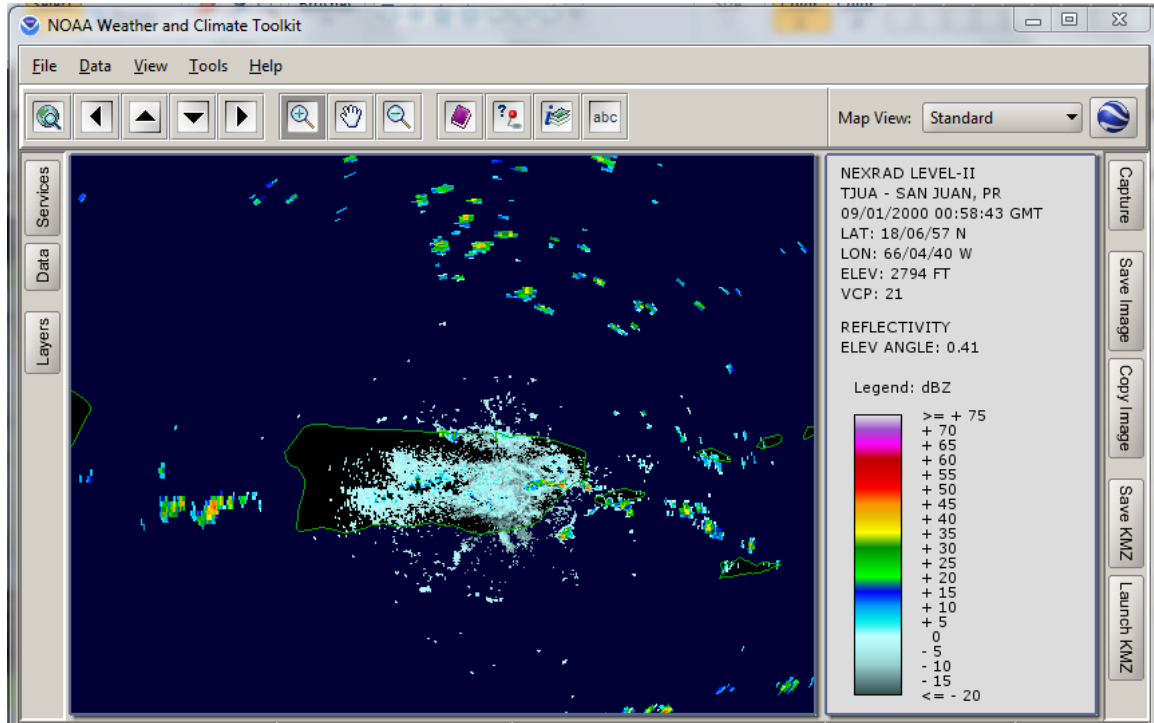 NOAA Weather and Climate Toolkit
File Data View Tools Help
abc
Map View: Standard
Services
Data
Layers
NEXRAD LEVEL-II
TJUA - SAN JUAN, PR
09/01/2000 00:58:43 GMT
LAT: 18/06/57 N
LON: 66/04/40 W
ELEV: 2794 FT
VCP: 21
REFLECTIVITY
ELEV ANGLE: 0.41
Legend: dBZ
>= + 75
+ 70
+ 65
+ 60
+ 55
+ 50
+ 45
+ 40
+ 35
+ 30
+ 25
+ 20
+ 15
+ 10
+ 5
0
- 5
- 10
- 15
<= - 20
Capture
Save Image
Copy Image
Save KMZ
Launch KMZ